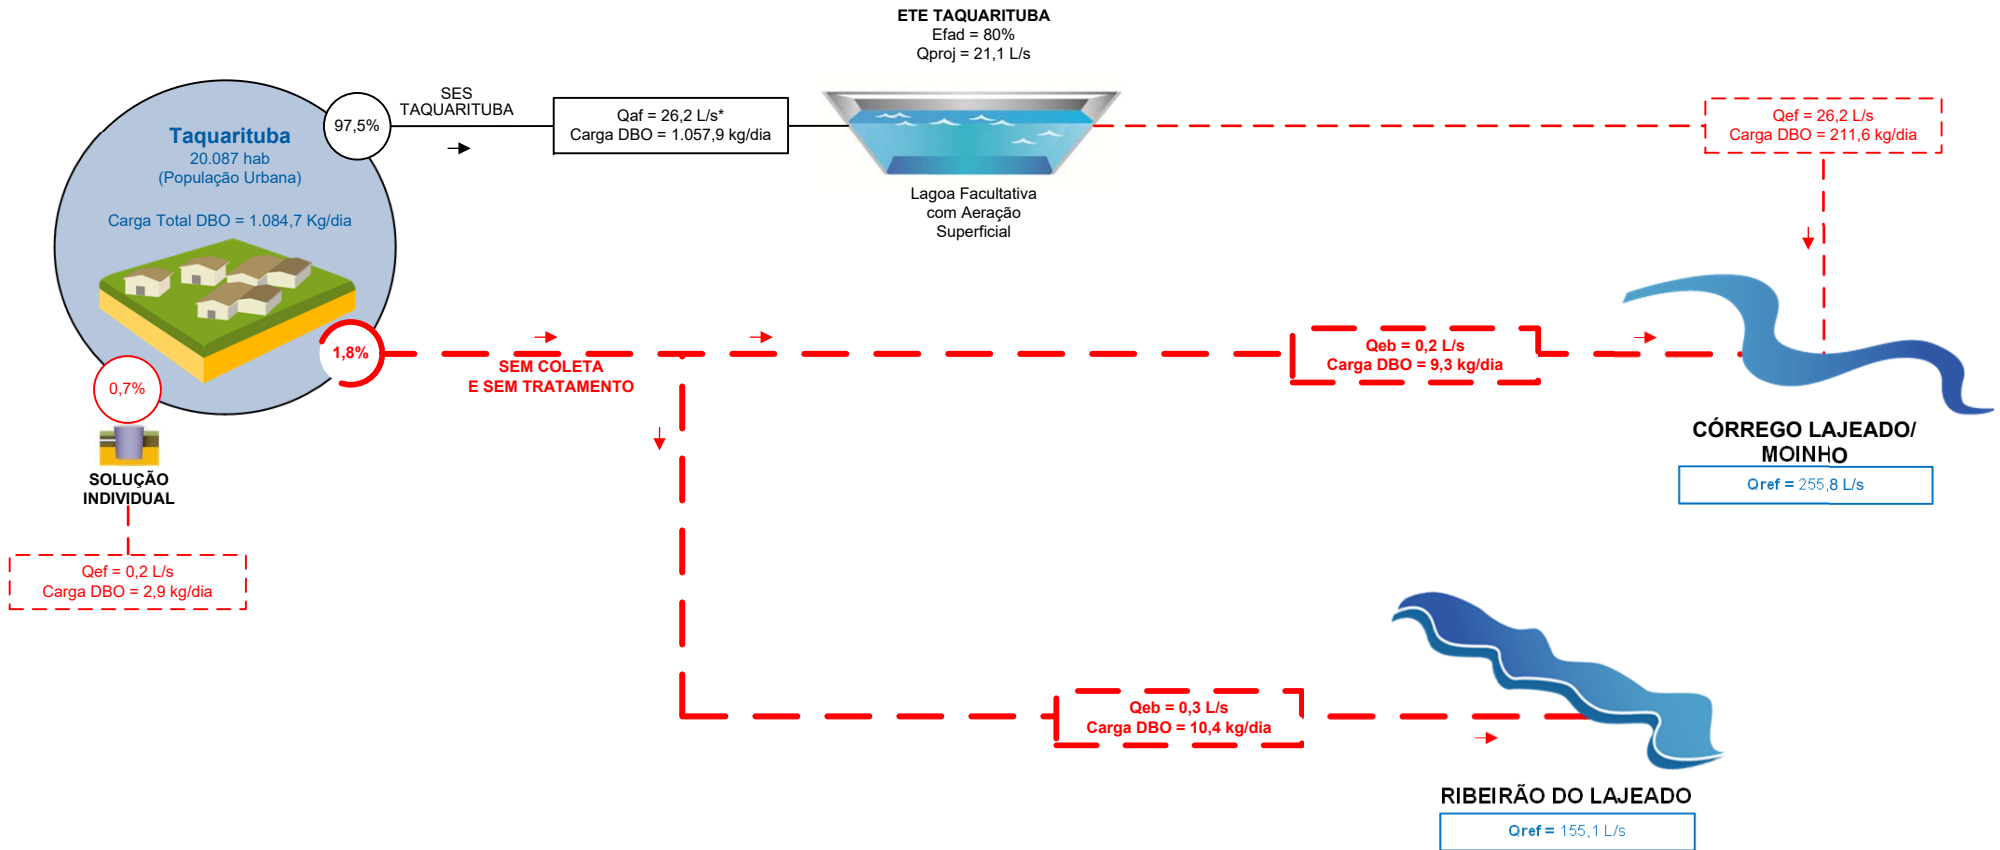 ETE TAQUARITUBA
Efad = 80%
Qproj = 21,1 L/s
Taquarituba
20.087 hab
(População Urbana)
Carga Total DBO = 1.084,7 Kg/dia
97,5%
SES
TAQUARITUBA
Qaf = 26,2 L/s*
Carga DBO = 1.057,9 kg/dia
Lagoa Facultativa
com Aeração
Superficial
Qef = 26,2 L/s
Carga DBO = 211,6 kg/dia
1,8%
SEM COLETA
E SEM TRATAMENTO
Qeb = 0,2 L/s
Carga DBO = 9,3 kg/dia
CÓRREGO LAJEADO/
MOINHO
Qref = 255,8 L/s
0,7%
SOLUÇÃO
INDIVIDUAL
Qef = 0,2 L/s
Carga DBO = 2,9 kg/dia
Qeb = 0,3 L/s
Carga DBO = 10,4 kg/dia
RIBEIRÃO DO LAJEADO
Qref = 155,1 L/s